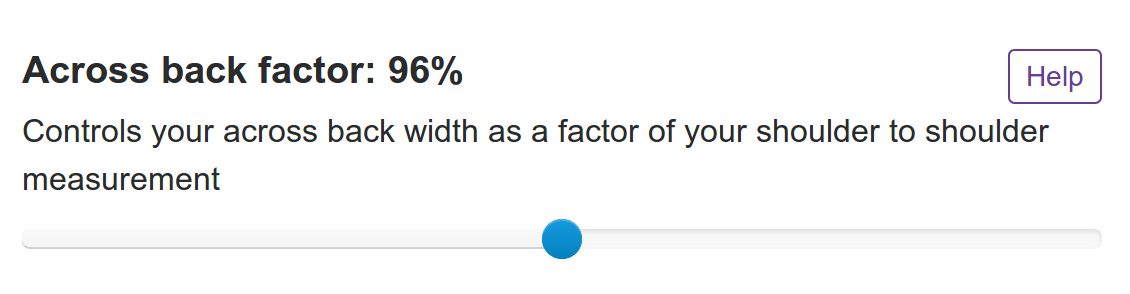 Across back factor: 96%
Help
Controls your across back width as a factor of your shoulder to shoulder
measurement